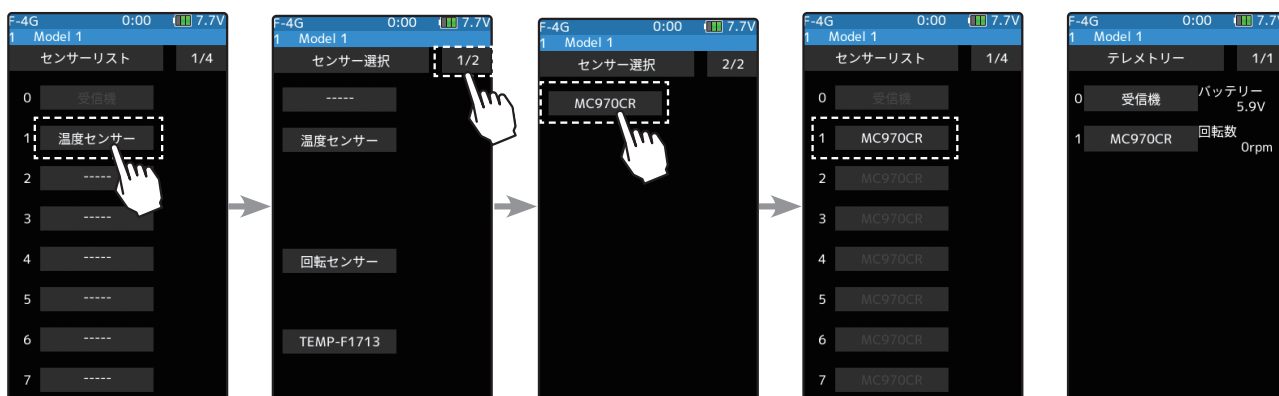 F-4G 0:00 7.7V
1 Model 1
センサーリスト 1/4
0 受信機
1 温度センサー
2 -----
3 -----
4 -----
5 -----
6 -----
7 -----
F-4G 0:00 7.7V
1 Model 1
センサー選択 1/2
-----
温度センサー
回転センサー
TEMP-F1713
F-4G 0:00 7.7V
1 Model 1
センサー選択 2/2
MC970CR
F-4G 0:00 7.7V
1 Model 1
センサーリスト 1/4
0 受信機
1 MC970CR
2 MC970CR
3 MC970CR
4 MC970CR
5 MC970CR
6 MC970CR
7 MC970CR
F-4G 0:00 7.7V
1 Model 1
テレメトリー 1/1
0 受信機 バッテリー
5.9V
1 MC970CR 回転数
0rpm